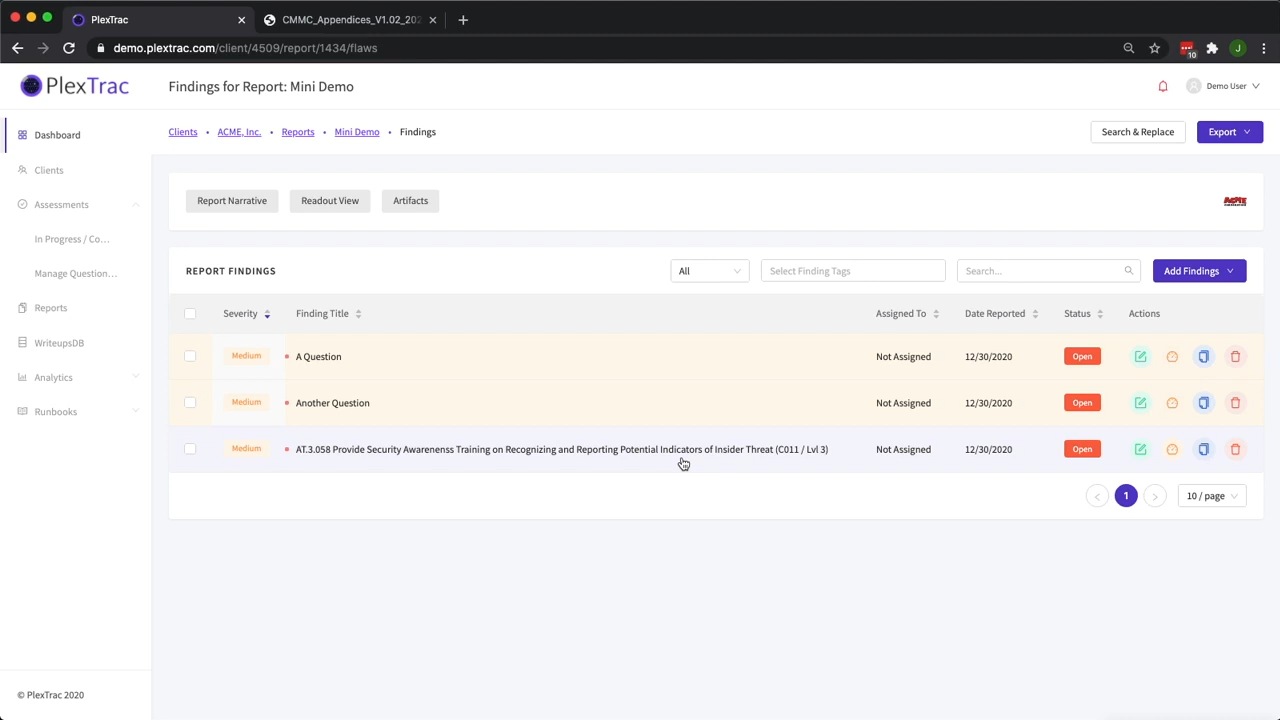 PlexTrac
CMMC_Appendices_V1.02_202
demo.plextrac.com/client/4509/report/1434/flaws
10
J
PlexTrac
Findings for Report: Mini Demo
Demo User
Dashboard
Clients
Assessments
In Progress / Co...
Manage Question...
Reports
WriteupsDB
Analytics
Runbooks
© PlexTrac 2020
Clients • ACME, Inc. • Reports • Mini Demo • Findings
Search & Replace
Export
Report Narrative
Readout View
Artifacts
ACME
REPORT FINDINGS
All
Select Finding Tags
Search...
Add Findings
Severity Finding Title Assigned To Date Reported Status Actions
Medium A Question Not Assigned 12/30/2020 Open
Medium Another Question Not Assigned 12/30/2020 Open
Medium AT.3.058 Provide Security Awarenenss Training on Recognizing and Reporting Potential Indicators of Insider Threat (C011 / Lvl 3) Not Assigned 12/30/2020 Open
1
10 / page